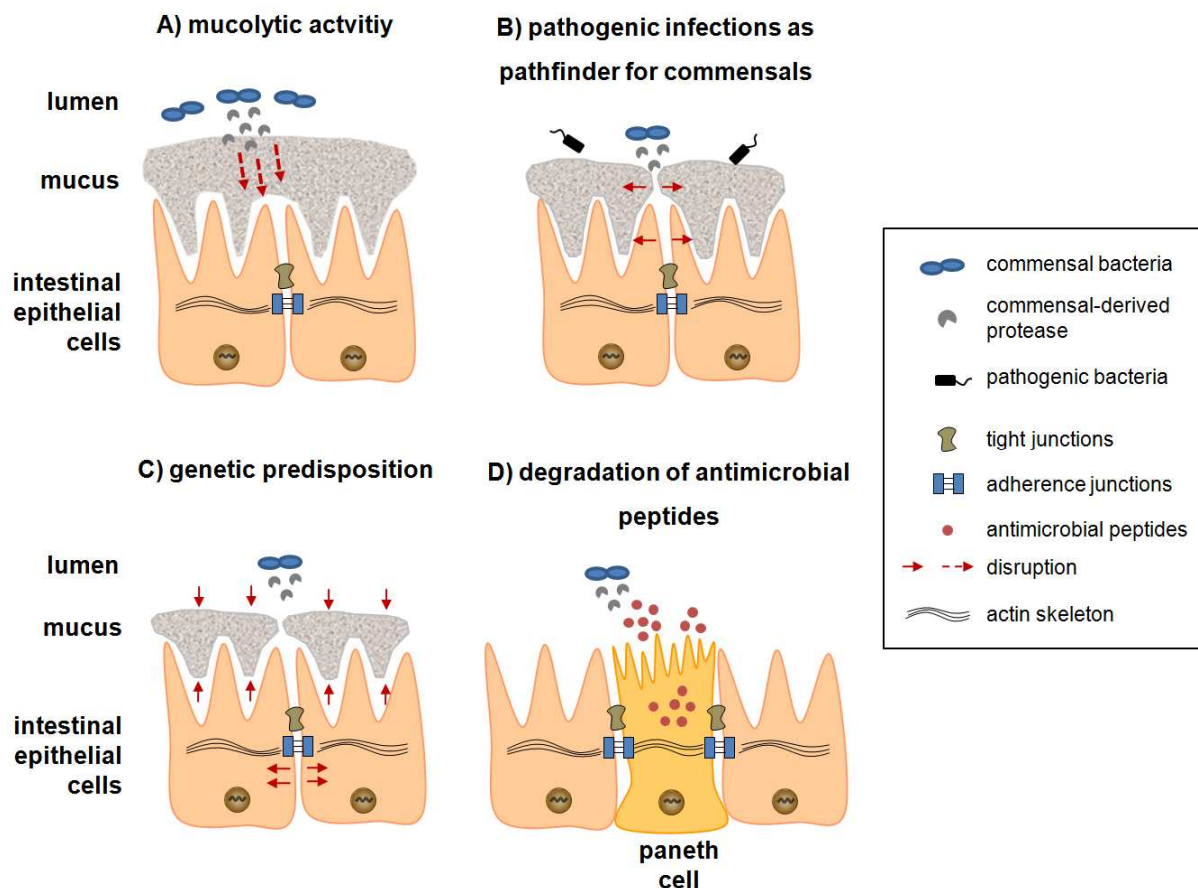 A) mucolytic actvitiy
B) pathogenic infections as
pathfinder for commensals
lumen
mucus
intestinal
epithelial
cells
commensal bacteria
commensal-derived
protease
pathogenic bacteria
tight junctions
adherence junctions
antimicrobial peptides
disruption
actin skeleton
C) genetic predisposition
D) degradation of antimicrobial
peptides
lumen
mucus
intestinal
epithelial
cells
paneth
cell